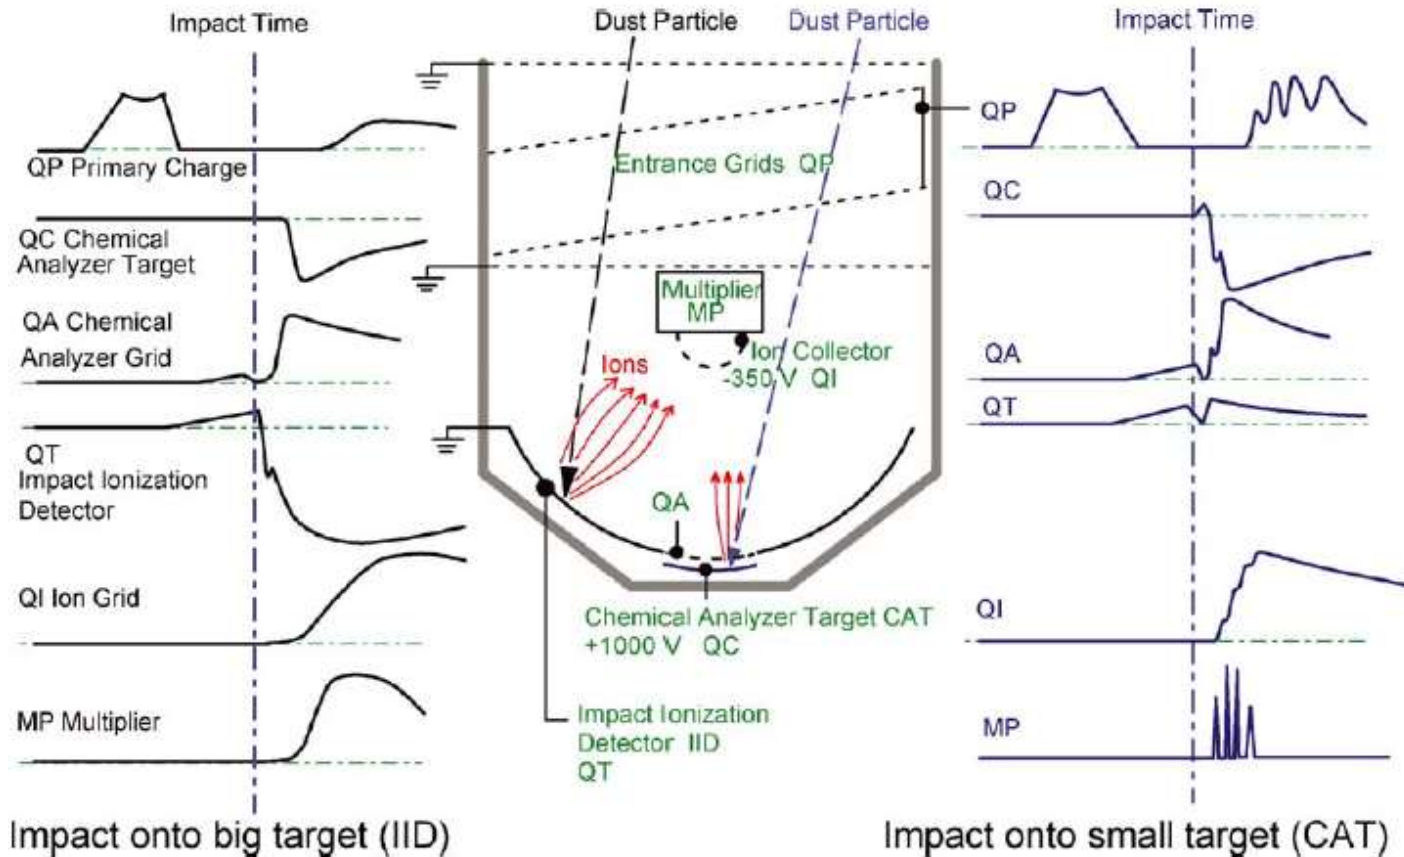 Impact Time
QP Primary Charge
QC Chemical
Analyzer Target
QA Chemical
Analyzer Grid
QT
Impact Ionization
Detector
QI Ion Grid
MP Multiplier
Impact onto big target (IID)
Dust Particle
Dust Particle
Entrance Grids QP
Multiplier
MP
Ion Collector
-350 V QI
Ions
QA
Chemical Analyzer Target CAT
+1000 V QC
Impact Ionization
Detector IID
QT
Impact Time
QP
QC
QA
QT
QI
MP
Impact onto small target (CAT)